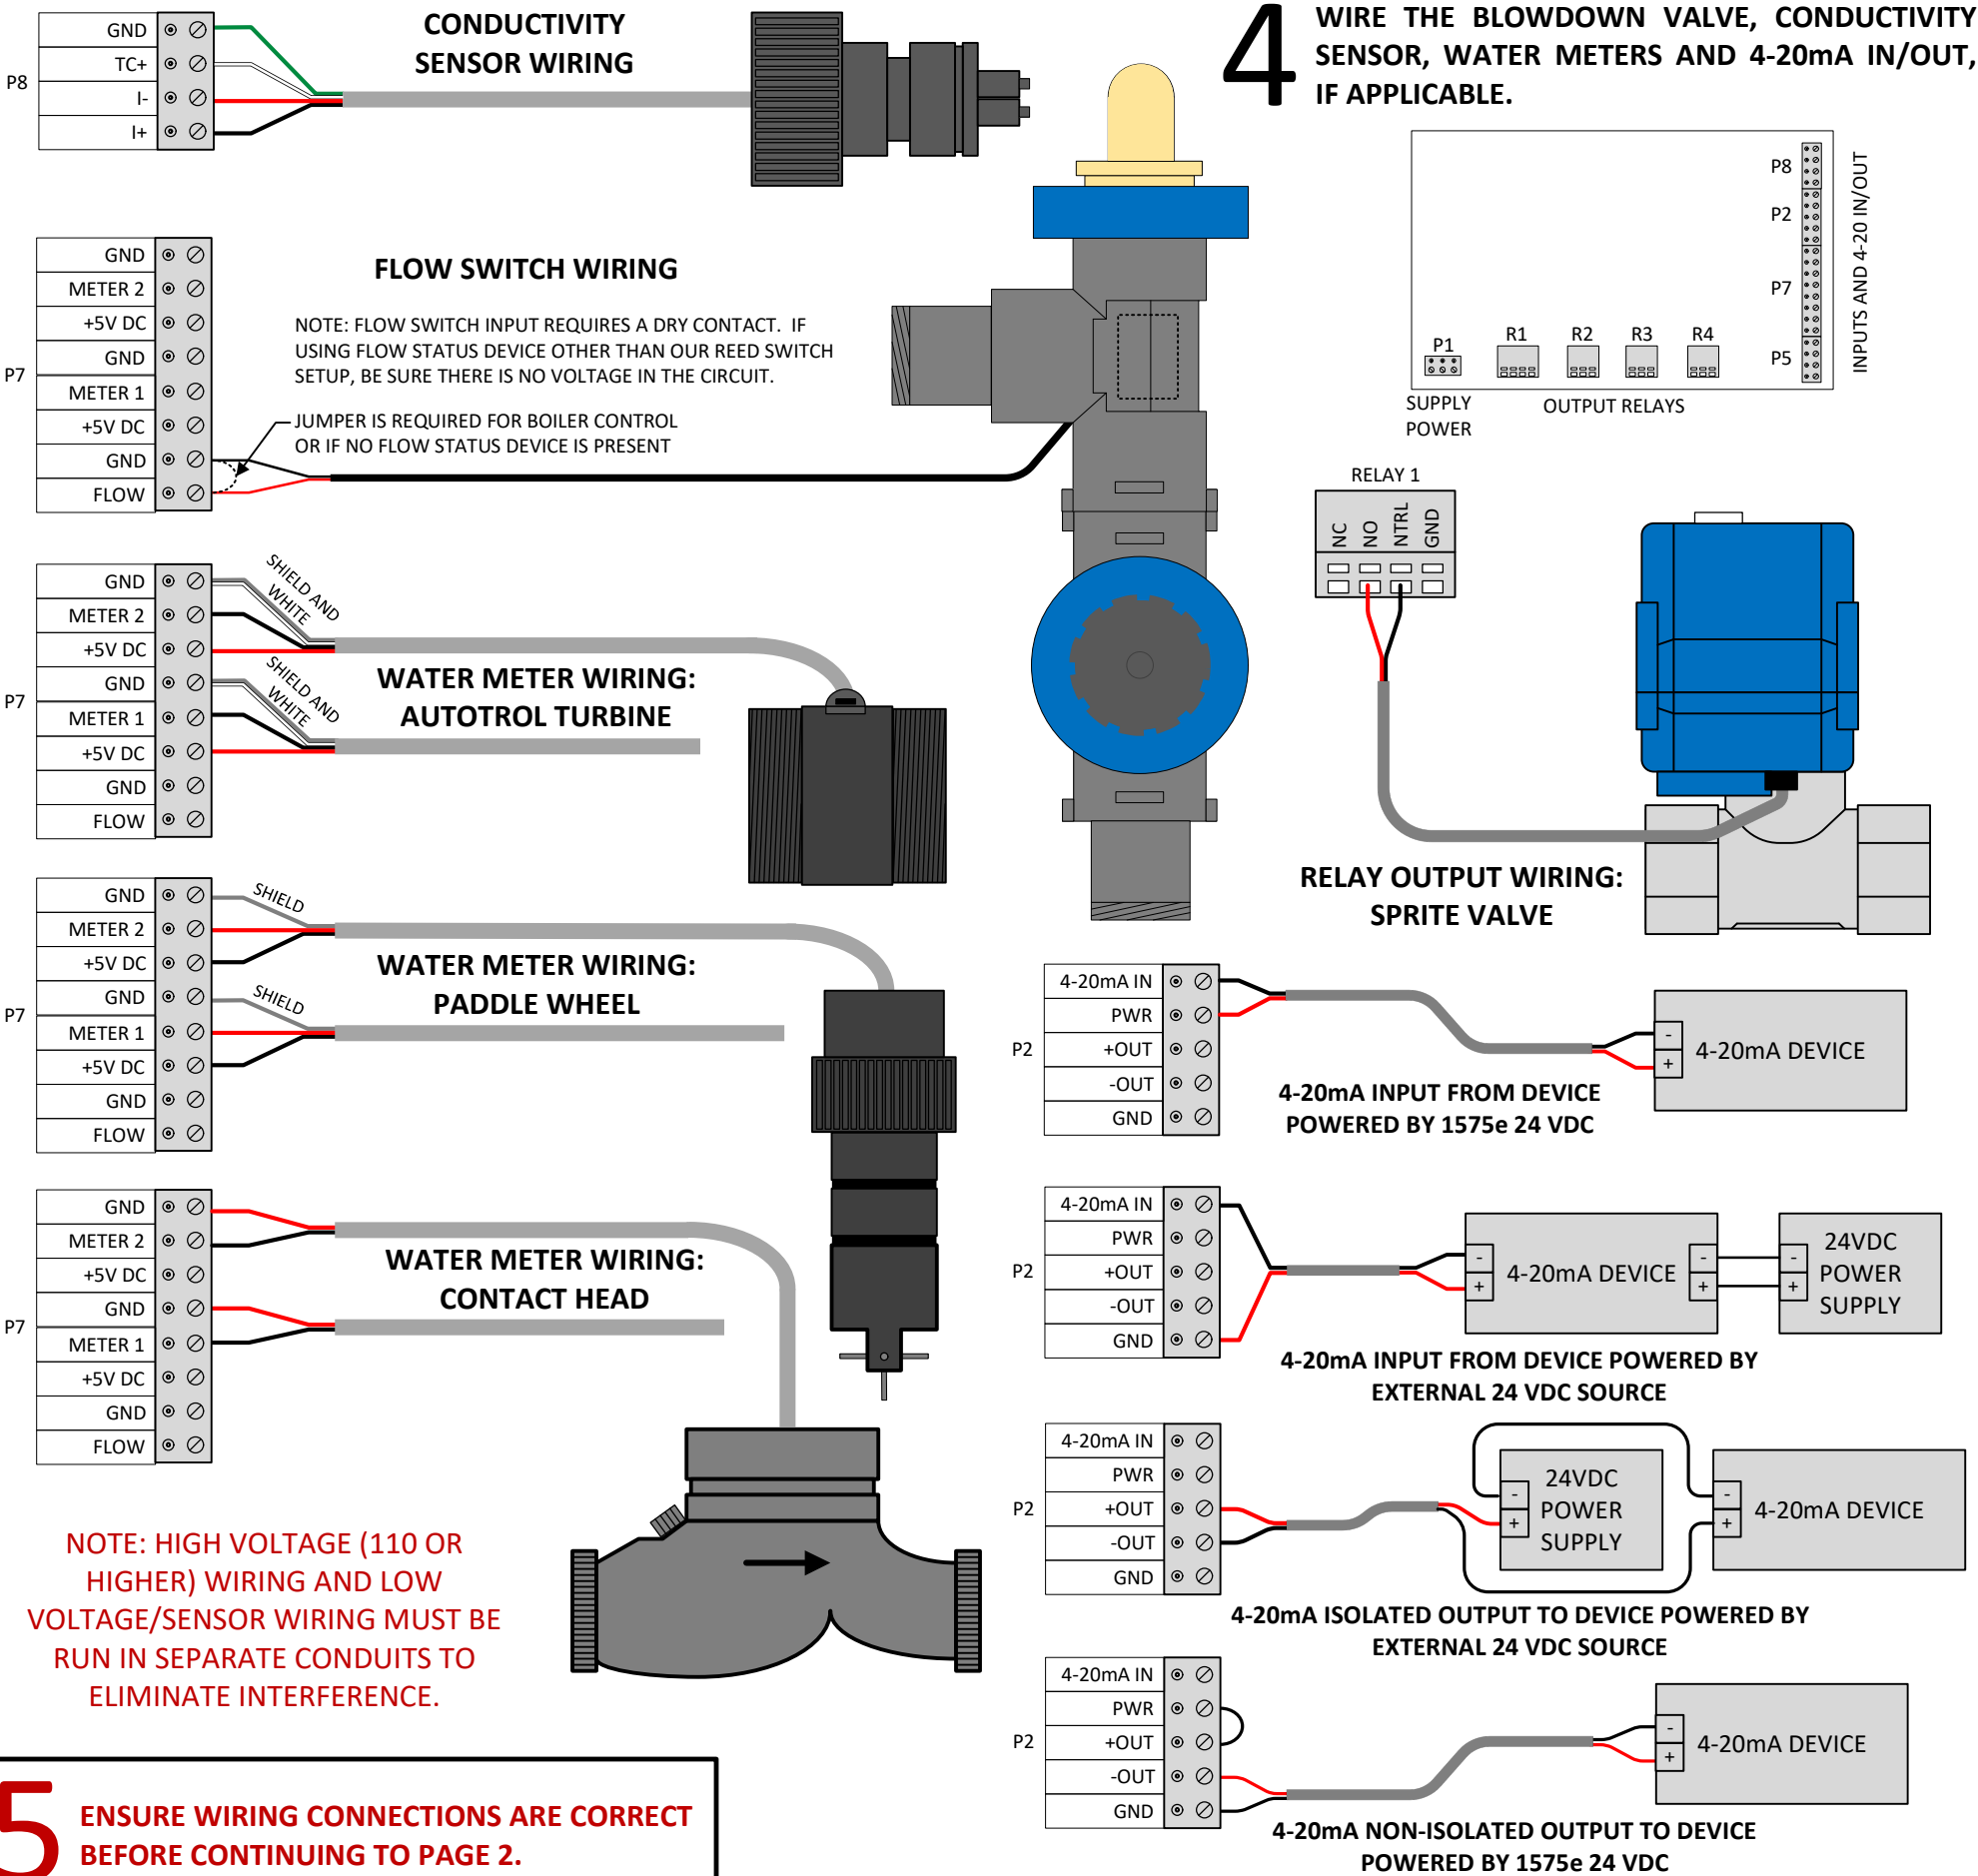 4
WIRE THE BLOWDOWN VALVE, CONDUCTIVITY
SENSOR, WATER METERS AND 4-20mA IN/OUT,
IF APPLICABLE.
CONDUCTIVITY
SENSOR WIRING
P8
GND
TC+
I-
I+
FLOW SWITCH WIRING
NOTE: FLOW SWITCH INPUT REQUIRES A DRY CONTACT. IF
USING FLOW STATUS DEVICE OTHER THAN OUR REED SWITCH
SETUP, BE SURE THERE IS NO VOLTAGE IN THE CIRCUIT.
JUMPER IS REQUIRED FOR BOILER CONTROL
OR IF NO FLOW STATUS DEVICE IS PRESENT
P7
GND
METER 2
+5V DC
GND
METER 1
+5V DC
GND
FLOW
WATER METER WIRING:
AUTOTROL TURBINE
SHIELD AND
WHITE
SHIELD AND
WHITE
P7
GND
METER 2
+5V DC
GND
METER 1
+5V DC
GND
FLOW
WATER METER WIRING:
PADDLE WHEEL
SHIELD
SHIELD
P7
GND
METER 2
+5V DC
GND
METER 1
+5V DC
GND
FLOW
WATER METER WIRING:
CONTACT HEAD
P7
GND
METER 2
+5V DC
GND
METER 1
+5V DC
GND
FLOW
NOTE: HIGH VOLTAGE (110 OR
HIGHER) WIRING AND LOW
VOLTAGE/SENSOR WIRING MUST BE
RUN IN SEPARATE CONDUITS TO
ELIMINATE INTERFERENCE.
5
ENSURE WIRING CONNECTIONS ARE CORRECT
BEFORE CONTINUING TO PAGE 2.
P8
P2
P7
P5
INPUTS AND 4-20 IN/OUT
P1
R1
R2
R3
R4
SUPPLY
POWER
OUTPUT RELAYS
RELAY 1
NC
NO
NTRL
GND
RELAY OUTPUT WIRING:
SPRITE VALVE
P2
4-20mA IN
PWR
+OUT
-OUT
GND
-
+
4-20mA DEVICE
4-20mA INPUT FROM DEVICE
POWERED BY 1575e 24 VDC
P2
4-20mA IN
PWR
+OUT
-OUT
GND
-
+
4-20mA DEVICE
-
+
-
+
24VDC
POWER
SUPPLY
4-20mA INPUT FROM DEVICE POWERED BY
EXTERNAL 24 VDC SOURCE
P2
4-20mA IN
PWR
+OUT
-OUT
GND
-
+
24VDC
POWER
SUPPLY
-
+
4-20mA DEVICE
4-20mA ISOLATED OUTPUT TO DEVICE POWERED BY
EXTERNAL 24 VDC SOURCE
P2
4-20mA IN
PWR
+OUT
-OUT
GND
-
+
4-20mA DEVICE
4-20mA NON-ISOLATED OUTPUT TO DEVICE
POWERED BY 1575e 24 VDC